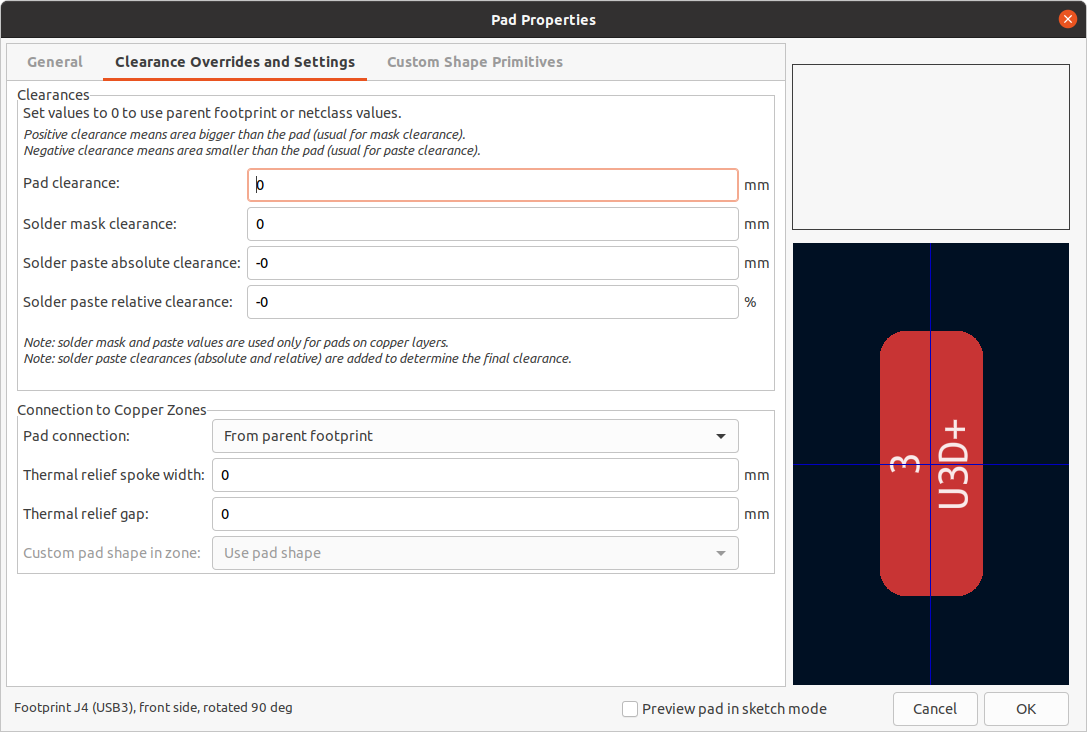 Pad Properties
General
Clearance Overrides and Settings
Custom Shape Primitives
Clearances
Set values to 0 to use parent footprint or netclass values.
Positive clearance means area bigger than the pad (usual for mask clearance).
Negative clearance means area smaller than the pad (usual for paste clearance).
Pad clearance: 0 mm
Solder mask clearance: 0 mm
Solder paste absolute clearance: -0 mm
Solder paste relative clearance: -0 %
Note: solder mask and paste values are used only for pads on copper layers.
Note: solder paste clearances (absolute and relative) are added to determine the final clearance.
Connection to Copper Zones
Pad connection: From parent footprint
Thermal relief spoke width: 0 mm
Thermal relief gap: 0 mm
Custom pad shape in zone: Use pad shape
3
U3D+
Footprint J4 (USB3), front side, rotated 90 deg
Preview pad in sketch mode
Cancel
OK